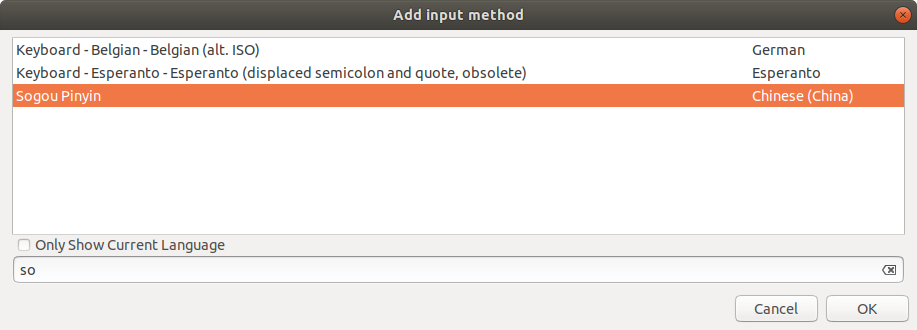 Add input method
Keyboard - Belgian - Belgian (alt. ISO) German
Keyboard - Esperanto - Esperanto (displaced semicolon and quote, obsolete) Esperanto
Sogou Pinyin Chinese (China)
Only Show Current Language
so
Cancel OK